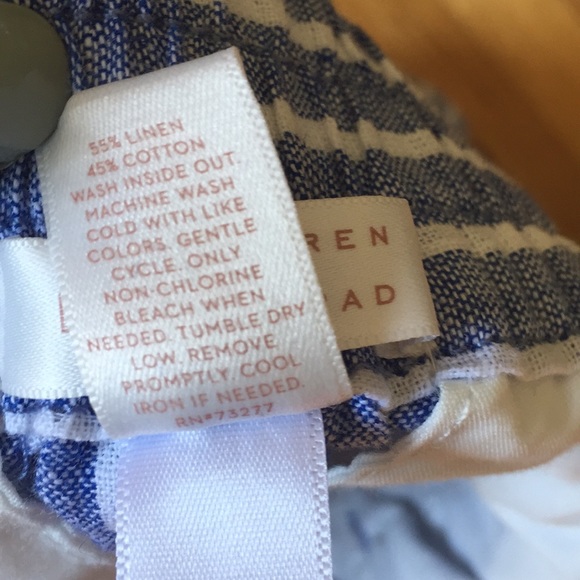 55% LINEN
45% COTTON
WASH INSIDE OUT.
MACHINE WASH
COLD WITH LIKE
COLORS. GENTLE
CYCLE. ONLY
NON-CHLORINE
BLEACH WHEN
NEEDED. TUMBLE DRY
LOW. REMOVE
PROMPTLY. COOL
IRON IF NEEDED.
RN#73277
REN
RAD